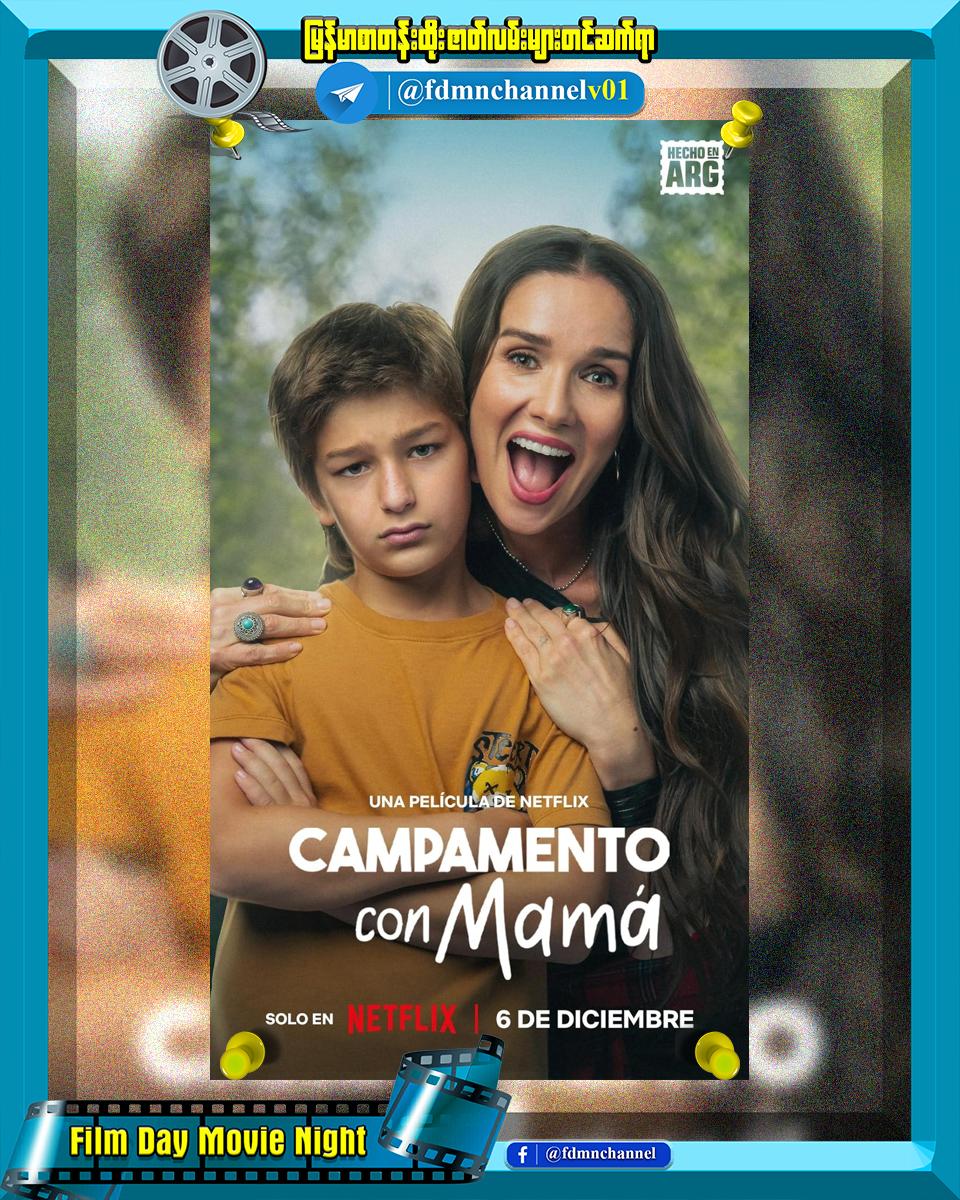 မြန်မာစာတန်းထိုးဇာတ်လမ်းများတင်ဆက်ရာ
@fdmnchannelv01
HECHO EN
ARG
UNA PELÍCULA DE NETFLIX
CAMPAMENTO
con Mamá
SOLO EN NETFLIX | 6 DE DICIEMBRE
Film Day Movie Night
f | @fdmnchannel